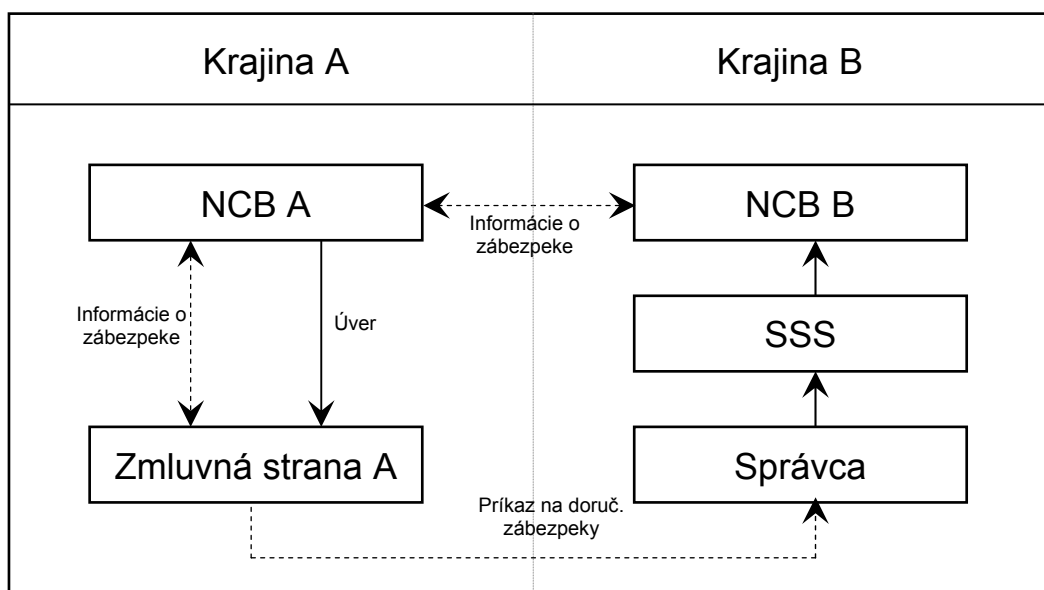 Krajina A
Krajina B
NCB A
NCB B
Informácie o
zábezpeke
SSS
Informácie o
zábezpeke
Úver
Zmluvná strana A
Správca
Príkaz na doruč.
zábezpeky